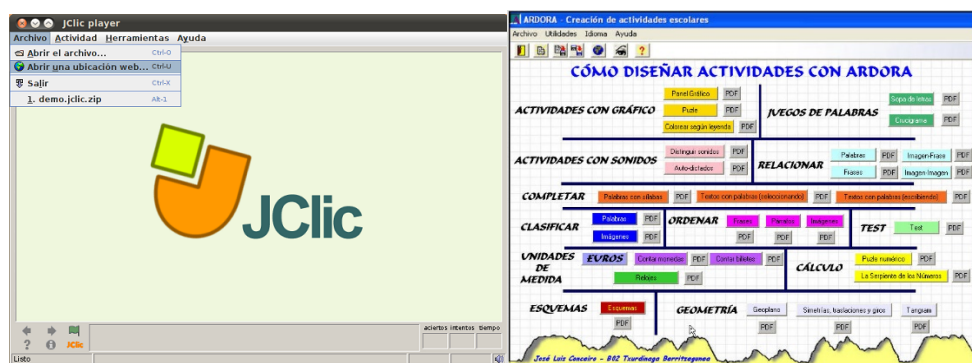 JClic player
Archivo Actividad Herramientas Ayuda
Abrir el archivo... Ctrl-O
Abrir una ubicación web... Ctrl-U
Salir Ctrl-X
1. demo.jclic.zip Alt-1
JClic
aciertos intentos tiempo
JClic
Listo
ARDORA - Creación de actividades escolares
Archivo Utilidades Idioma Ayuda
CÓMO DISEÑAR ACTIVIDADES CON ARDORA
ACTIVIDADES CON GRÁFICO
Panel Gráfico PDF
Puzle PDF
Colorear según leyenda PDF
JUEGOS DE PALABRAS
Sopa de letras PDF
Crucigrama PDF
ACTIVIDADES CON SONIDOS
Distinguir sonidos PDF
Auto-dictados PDF
RELACIONAR
Palabras PDF Imagen-Frase PDF
Frases PDF Imagen-Imagen PDF
COMPLETAR
Palabras con sílabas PDF Textos con palabras (seleccionando) PDF Textos con palabras (escribiendo) PDF
CLASIFICAR
Palabras PDF
Imágenes PDF
ORDENAR
Frases Párrafos Imágenes
PDF PDF PDF
TEST
Test PDF
UNIDADES DE MEDIDA
EUROS Contar monedas PDF Contar billetes PDF
Relojes PDF
CÁLCULO
Puzle numérico PDF
La Serpiente de los Números PDF
ESQUEMAS
Esquemas
PDF
GEOMETRÍA
Geoplano Simetrías, traslaciones y giros Tangram
PDF PDF PDF
José Luis Canceiro - B02 Txurdinaga Berritzegunea